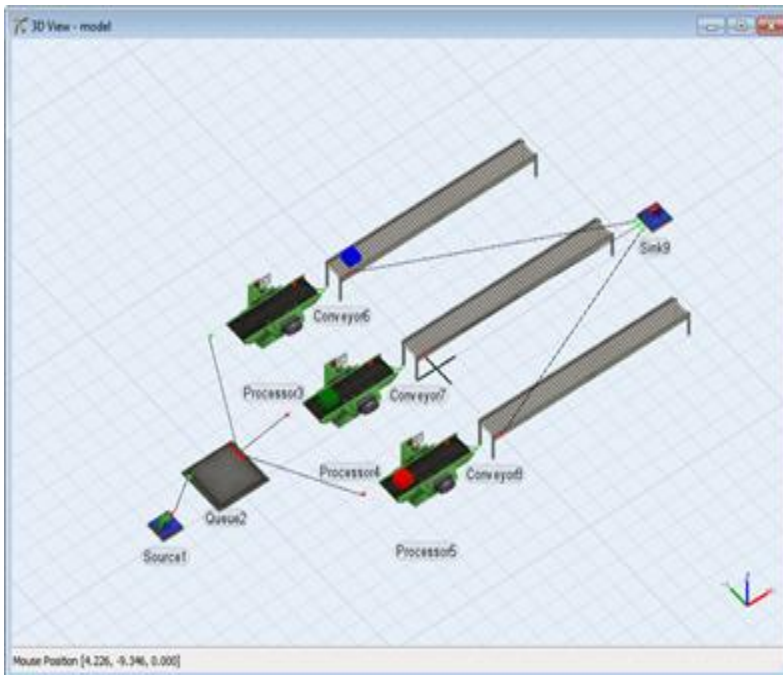 3D View - model
Sink9
Conveyor6
Processor3
Conveyor7
Processor4
Conveyor8
Queue2
Source1
Processor5
Mouse Position [4.226, -9.346, 0.000]